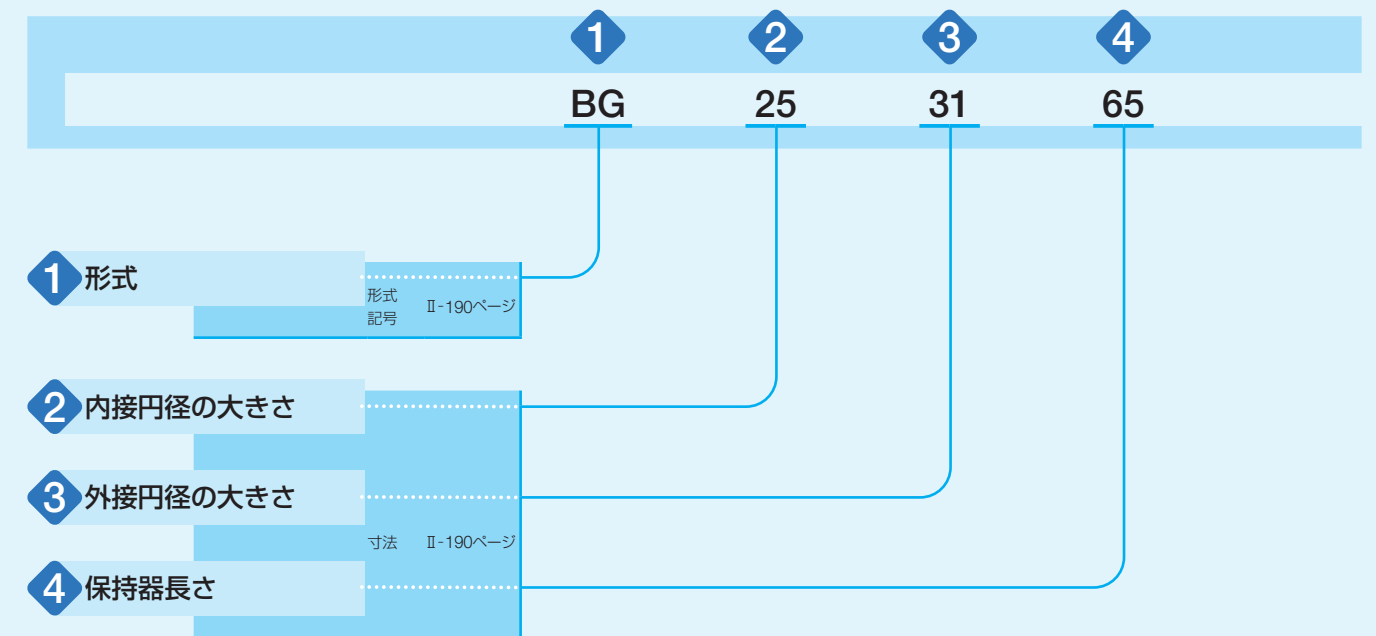 1 2 3 4
BG 25 31 65
1 形式
形式
記号
Ⅱ-190ページ
2 内接円径の大きさ
3 外接円径の大きさ
寸法 Ⅱ-190ページ
4 保持器長さ